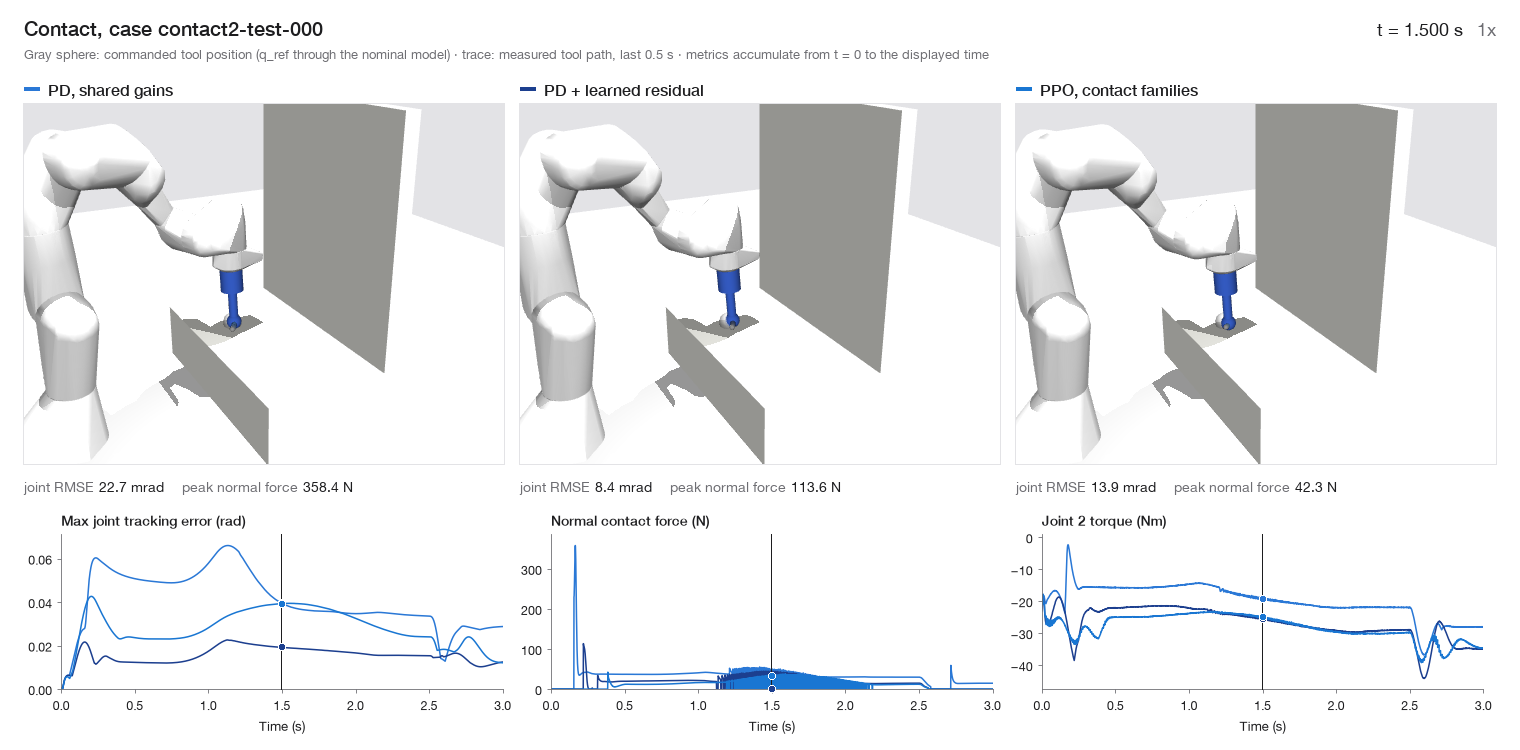 Contact, case contact2-test-000
t = 1.500 s 1x
Gray sphere: commanded tool position (q_ref through the nominal model) · trace: measured tool path, last 0.5 s · metrics accumulate from t = 0 to the displayed time
PD, shared gains
PD + learned residual
PPO, contact families
joint RMSE 22.7 mrad peak normal force 358.4 N
joint RMSE 8.4 mrad peak normal force 113.6 N
joint RMSE 13.9 mrad peak normal force 42.3 N
Max joint tracking error (rad)
0.06
0.04
0.02
0.00
0.0 0.5 1.0 1.5 2.0 2.5 3.0
Time (s)
Normal contact force (N)
300
200
100
0
0.0 0.5 1.0 1.5 2.0 2.5 3.0
Time (s)
Joint 2 torque (Nm)
0
−10
−20
−30
−40
0.0 0.5 1.0 1.5 2.0 2.5 3.0
Time (s)